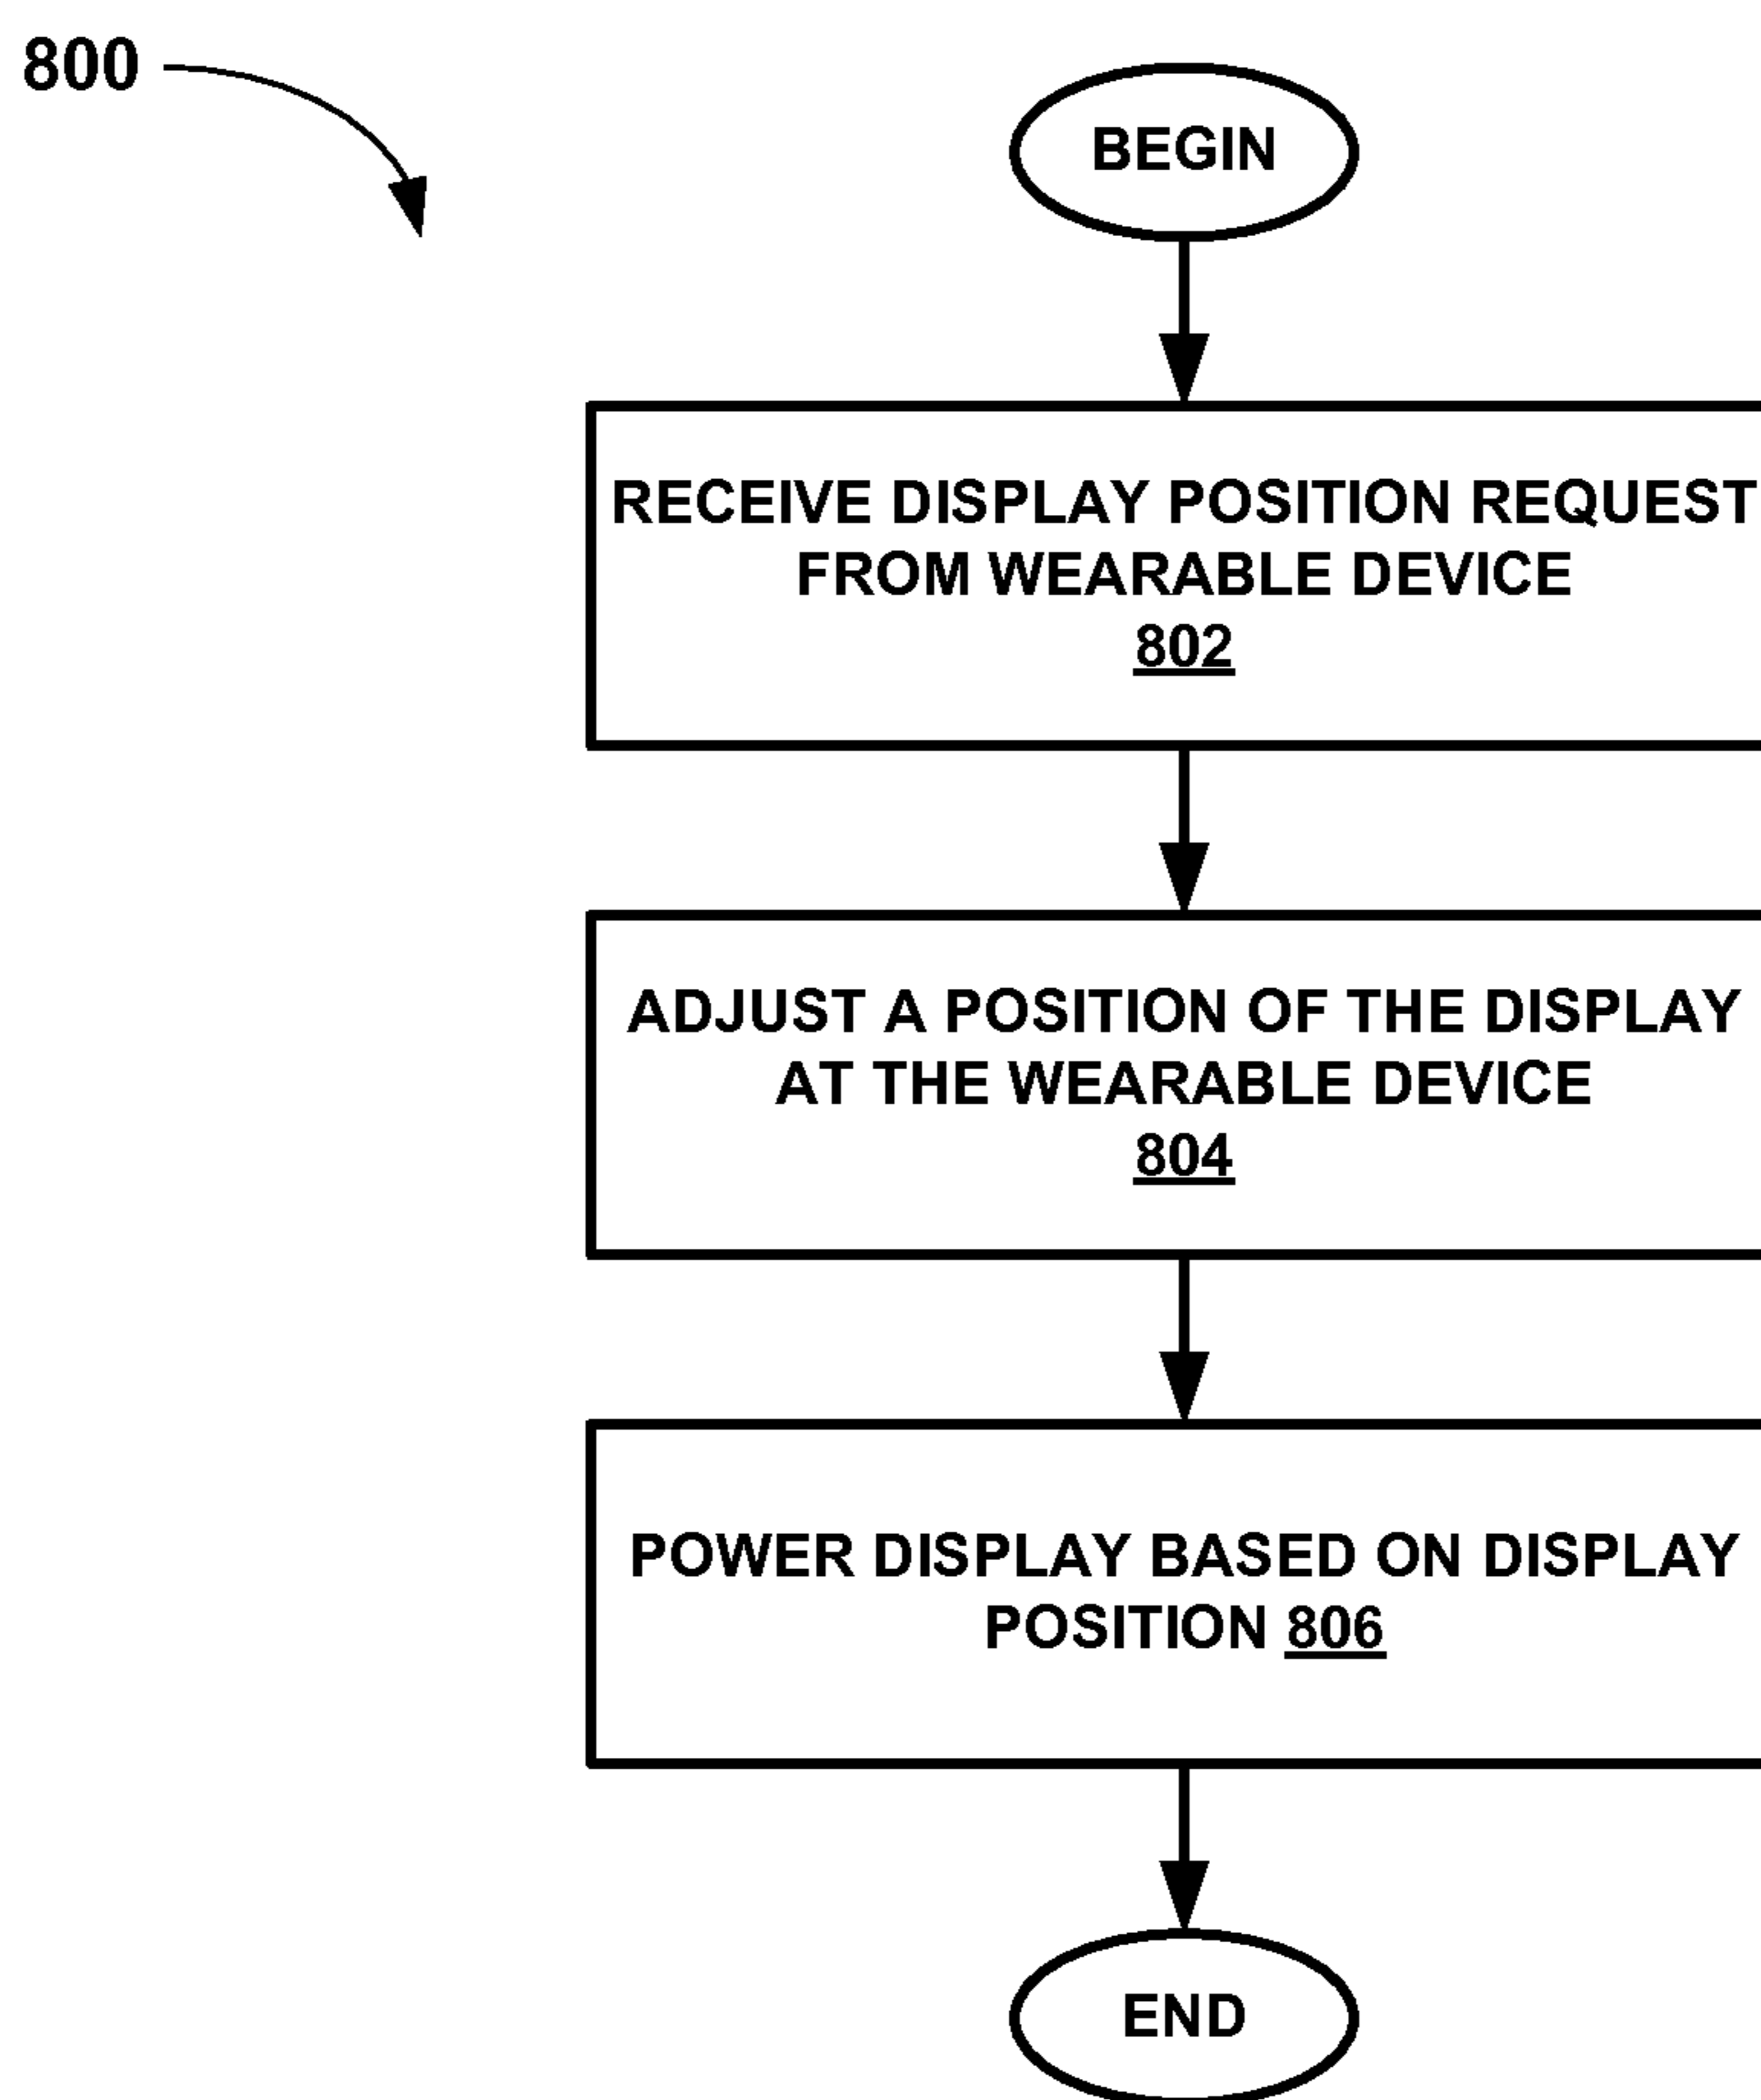 800
BEGIN
RECEIVE DISPLAY POSITION REQUEST
FROM WEARABLE DEVICE
802
ADJUST A POSITION OF THE DISPLAY
AT THE WEARABLE DEVICE
804
POWER DISPLAY BASED ON DISPLAY
POSITION 806
END